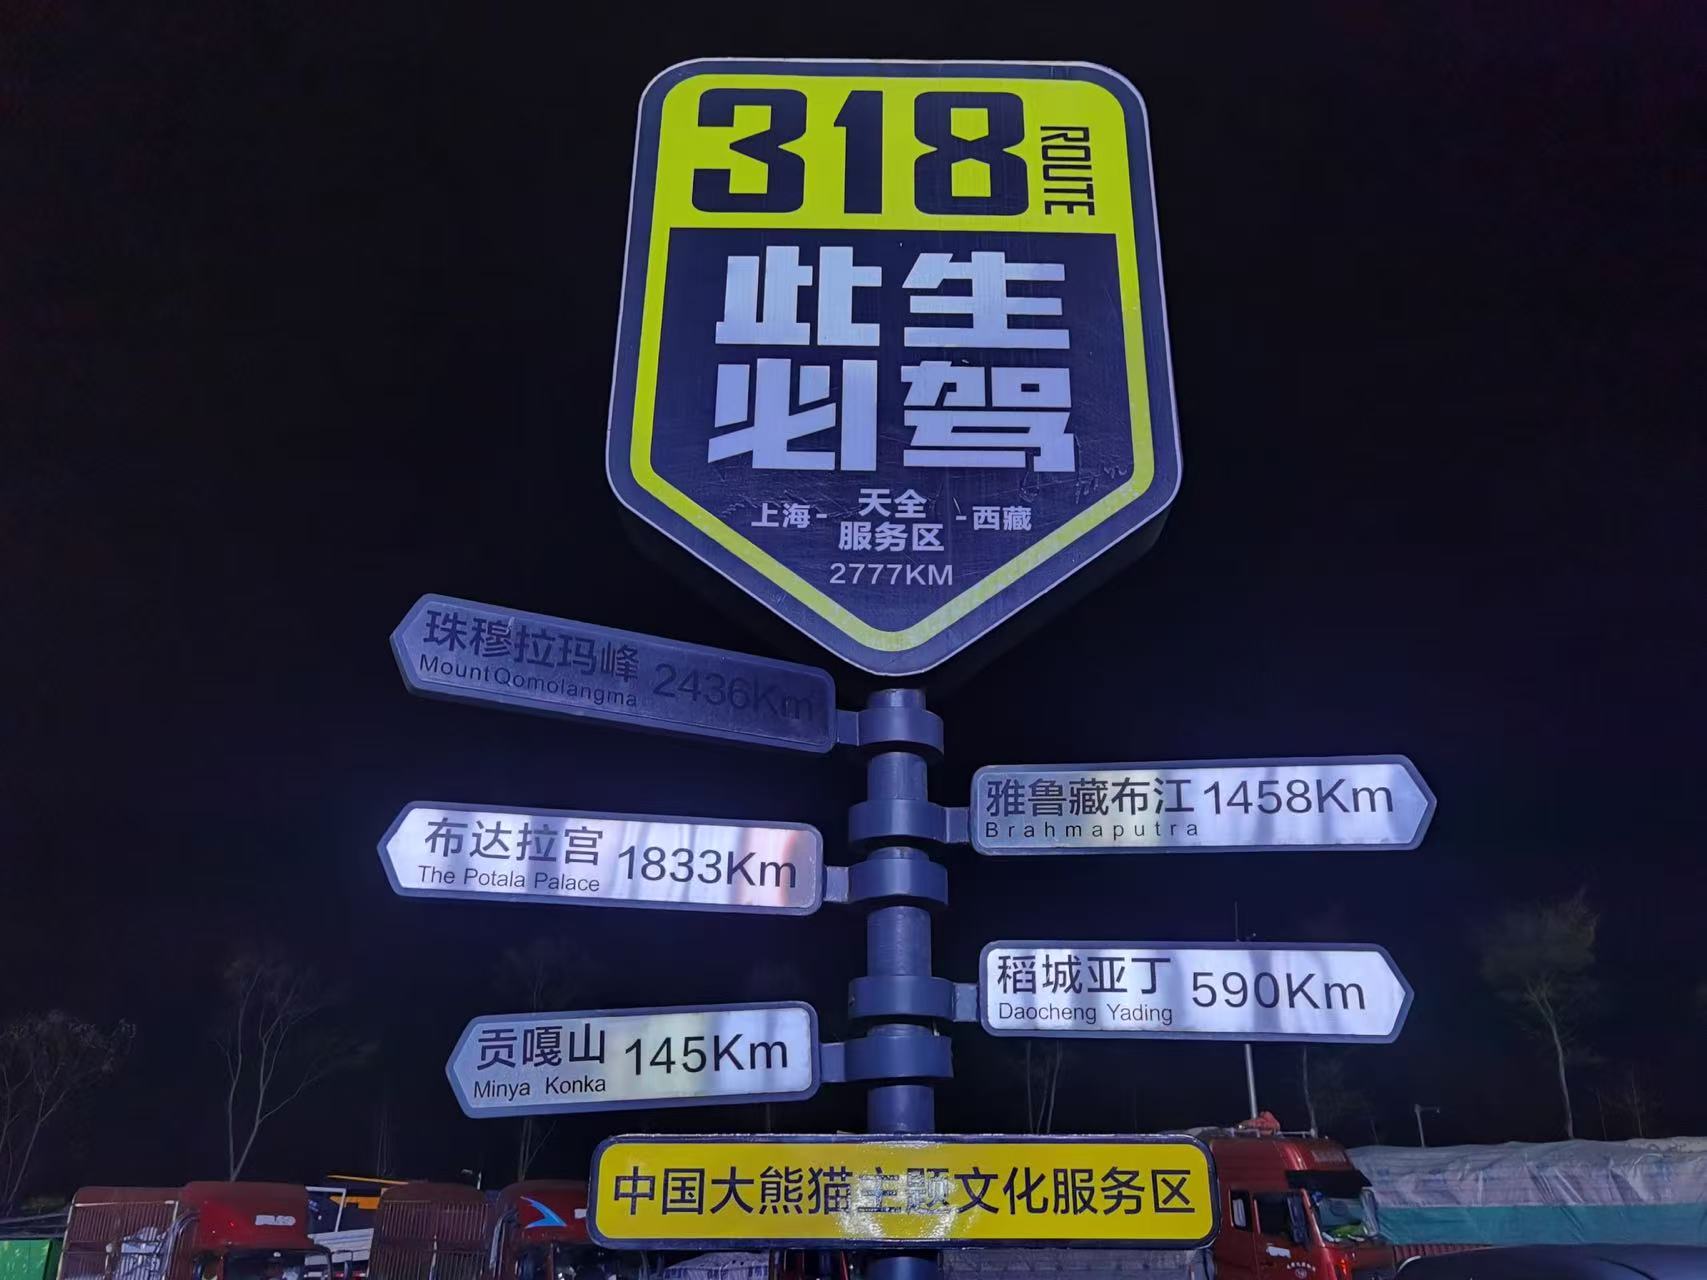 318 ROUTE
此生
必驾
上海- 天全 -西藏
服务区
2777KM
珠穆拉玛峰 2436Km
Mount Qomolangma
雅鲁藏布江 1458Km
Brahmaputra
布达拉宫 1833Km
The Potala Palace
稻城亚丁 590Km
Daocheng Yading
贡嘎山 145Km
Minya Konka
中国大熊猫主题文化服务区